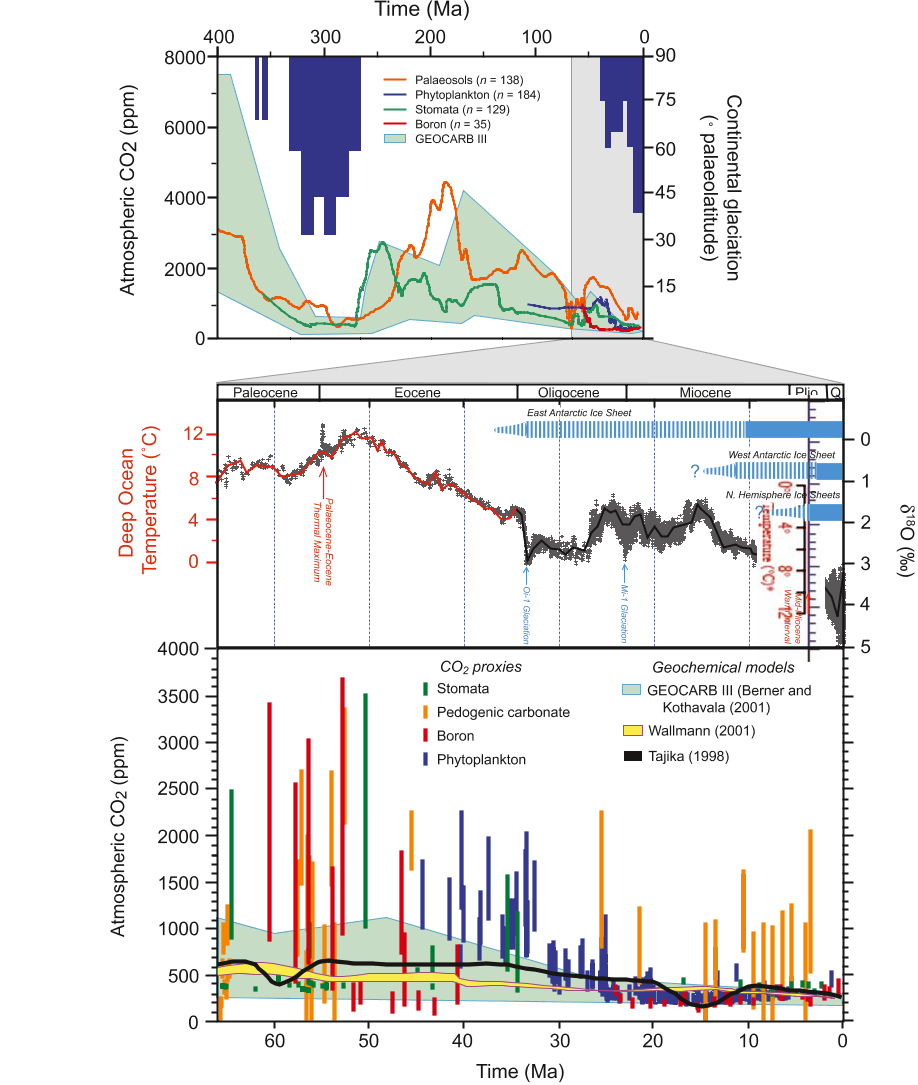 Time (Ma)
400 300 200 100 0
8000
6000
4000
2000
0
Atmospheric CO2 (ppm)
90
75
60
45
30
15
Continental glaciation
(° palaeolatitude)
Palaeosols (n = 138)
Phytoplankton (n = 184)
Stomata (n = 129)
Boron (n = 35)
GEOCARB III
Paleocene Eocene Oligocene Miocene Plio Q
East Antarctic Ice Sheet
West Antarctic Ice Sheet
N. Hemisphere Ice Sheets
?
?
12
8
4
0
Deep Ocean
Temperature (°C)
Palaeocene-Eocene
Thermal Maximum
Oi-1 Glaciation
Mi-1 Glaciation
Mid-Miocene
0°
4°
8°
12
0
1
2
3
4
5
δ18O (‰)
4000
3500
3000
2500
2000
1500
1000
500
0
Atmospheric CO2 (ppm)
CO2 proxies
Stomata
Pedogenic carbonate
Boron
Phytoplankton
Geochemical models
GEOCARB III (Berner and
Kothavala (2001)
Wallmann (2001)
Tajika (1998)
60 50 40 30 20 10 0
Time (Ma)